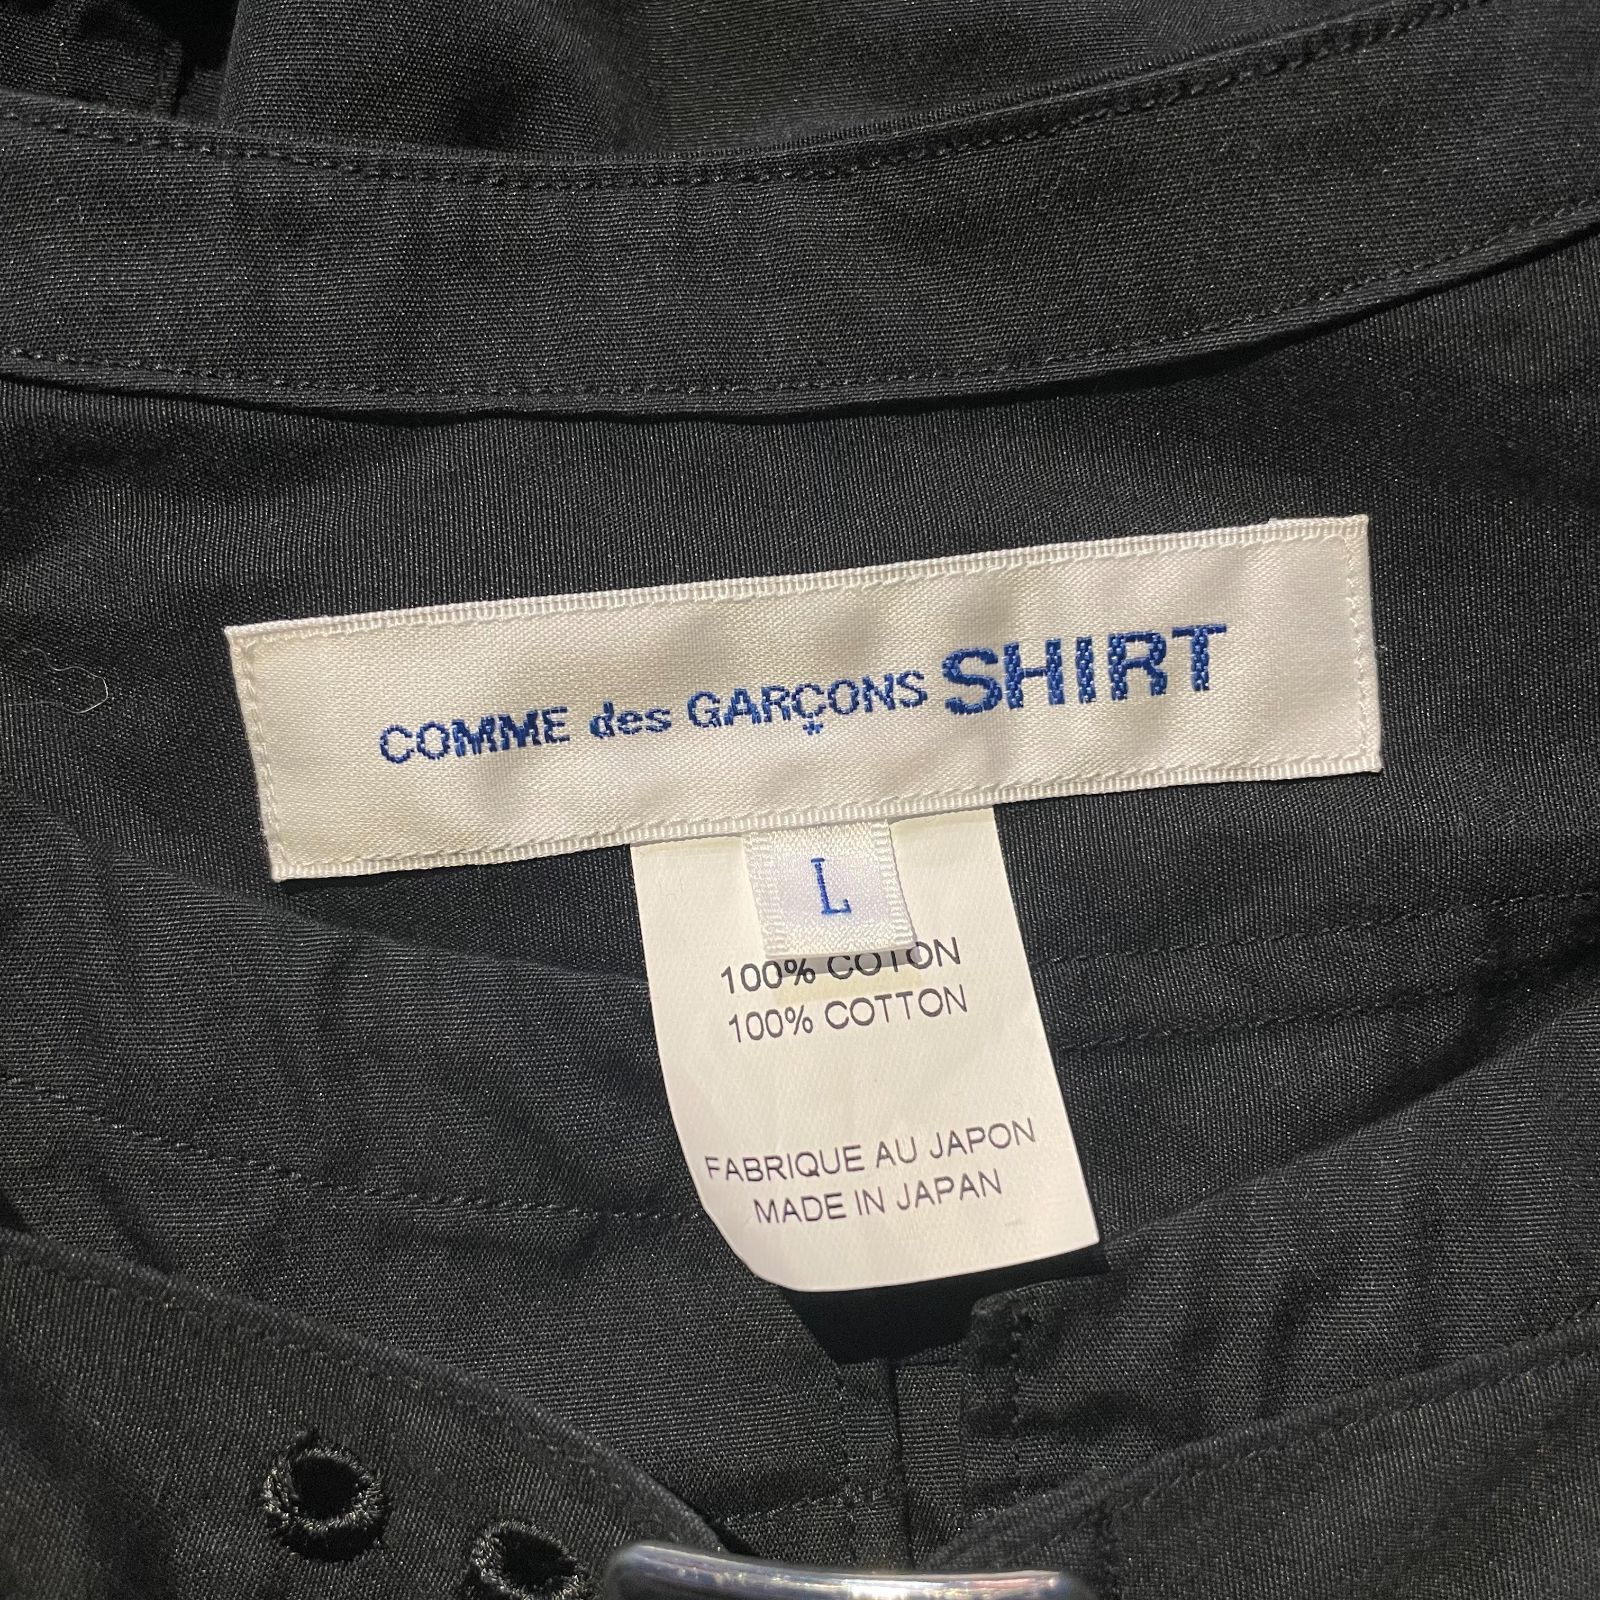 COMME des GARÇONS SHIRT
*
L
100% COTON
100% COTTON
FABRIQUE AU JAPON
MADE IN JAPAN